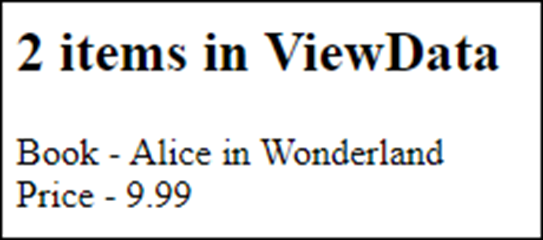 2 items in ViewData
Book - Alice in Wonderland
Price - 9.99